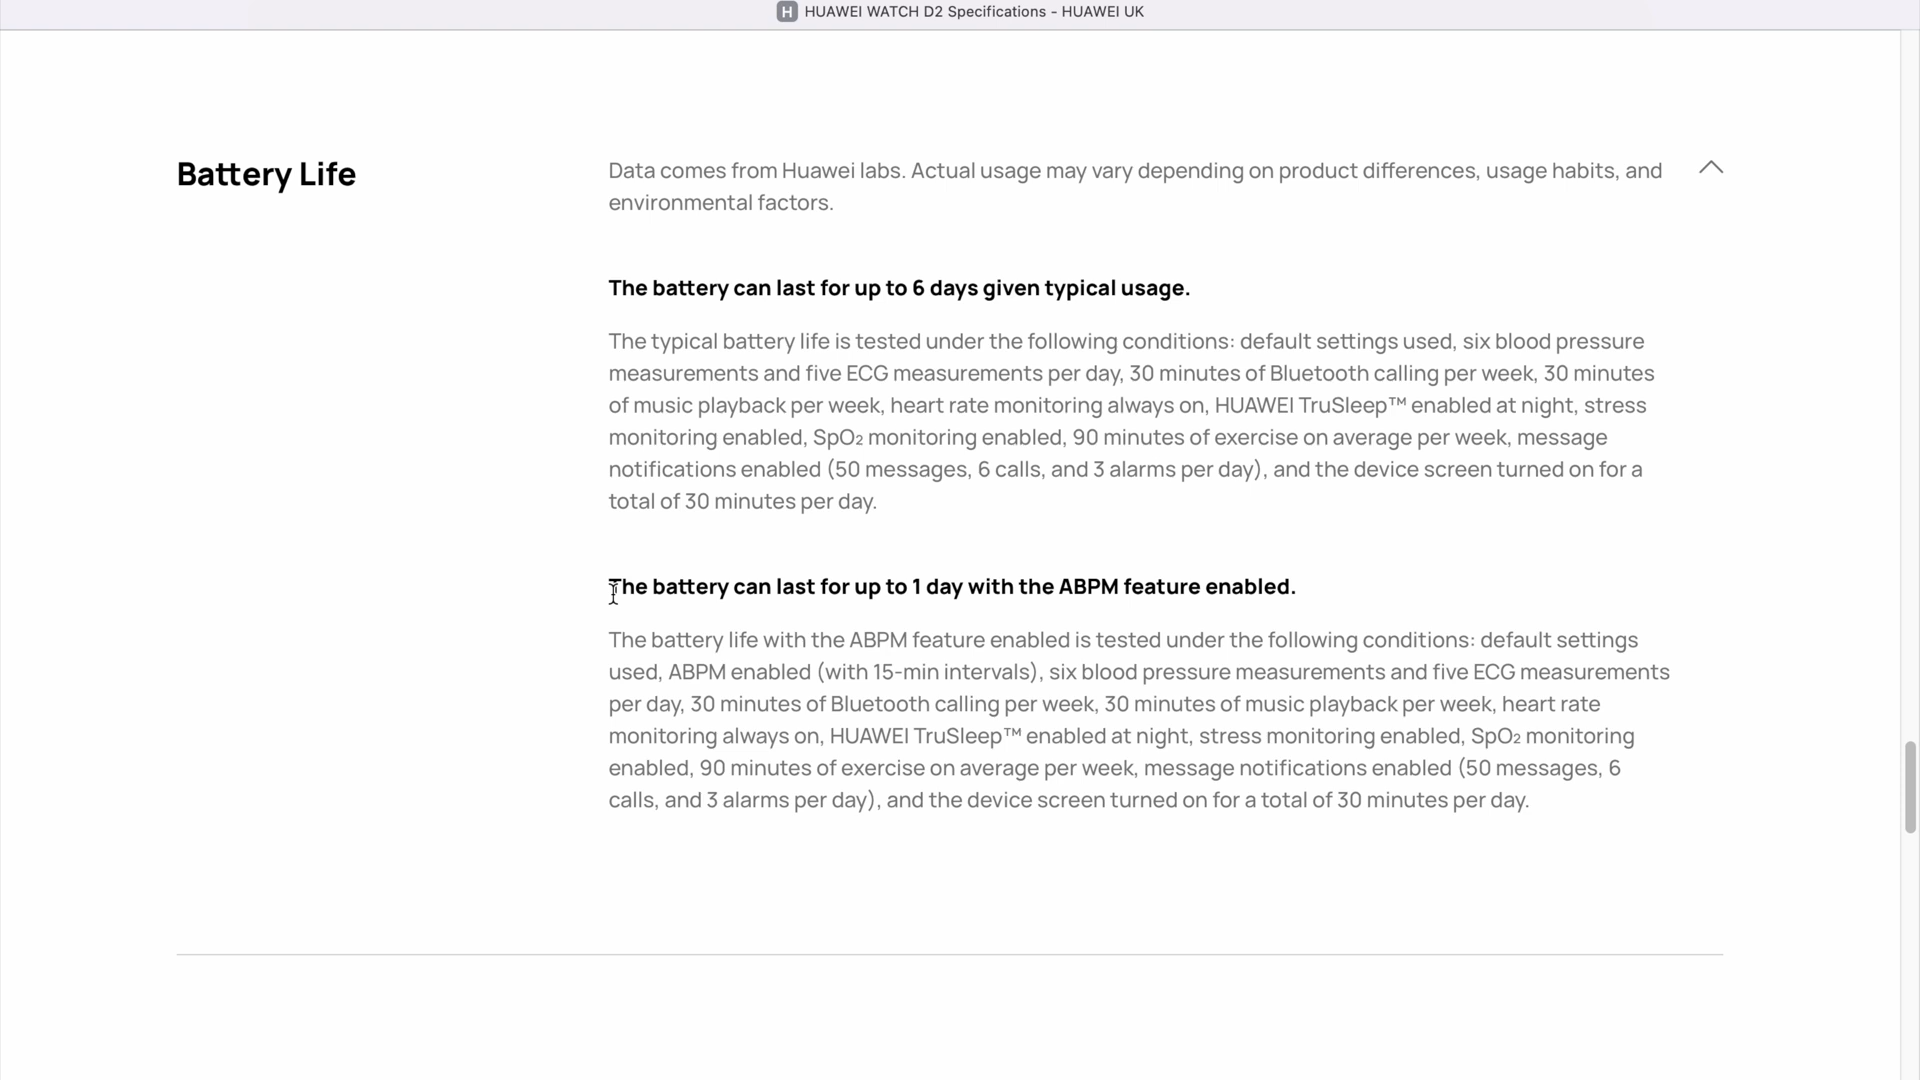 H HUAWEI WATCH D2 Specifications - HUAWEI UK
Battery Life
Data comes from Huawei labs. Actual usage may vary depending on product differences, usage habits, and
environmental factors.
The battery can last for up to 6 days given typical usage.
The typical battery life is tested under the following conditions: default settings used, six blood pressure
measurements and five ECG measurements per day, 30 minutes of Bluetooth calling per week, 30 minutes
of music playback per week, heart rate monitoring always on, HUAWEI TruSleep™ enabled at night, stress
monitoring enabled, SpO₂ monitoring enabled, 90 minutes of exercise on average per week, message
notifications enabled (50 messages, 6 calls, and 3 alarms per day), and the device screen turned on for a
total of 30 minutes per day.
The battery can last for up to 1 day with the ABPM feature enabled.
The battery life with the ABPM feature enabled is tested under the following conditions: default settings
used, ABPM enabled (with 15-min intervals), six blood pressure measurements and five ECG measurements
per day, 30 minutes of Bluetooth calling per week, 30 minutes of music playback per week, heart rate
monitoring always on, HUAWEI TruSleep™ enabled at night, stress monitoring enabled, SpO₂ monitoring
enabled, 90 minutes of exercise on average per week, message notifications enabled (50 messages, 6
calls, and 3 alarms per day), and the device screen turned on for a total of 30 minutes per day.